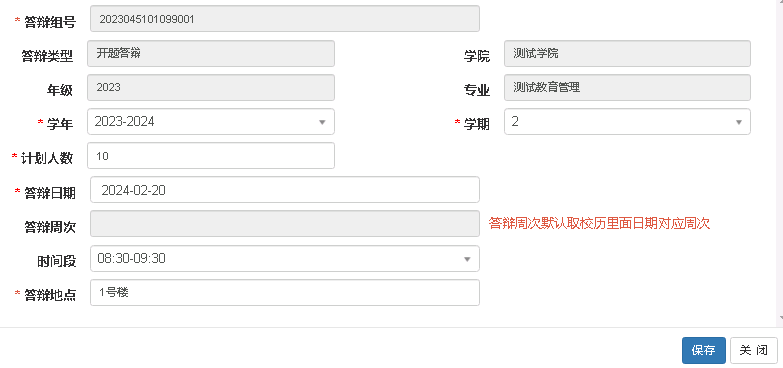 * 答辩组号 2023045101099001
答辩类型 开题答辩 学院 测试学院
年级 2023 专业 测试教育管理
* 学年 2023-2024 * 学期 2
* 计划人数 10
* 答辩日期 2024-02-20
答辩周次 答辩周次默认取校历里面日期对应周次
时间段 08:30-09:30
* 答辩地点 1号楼
保存 关 闭